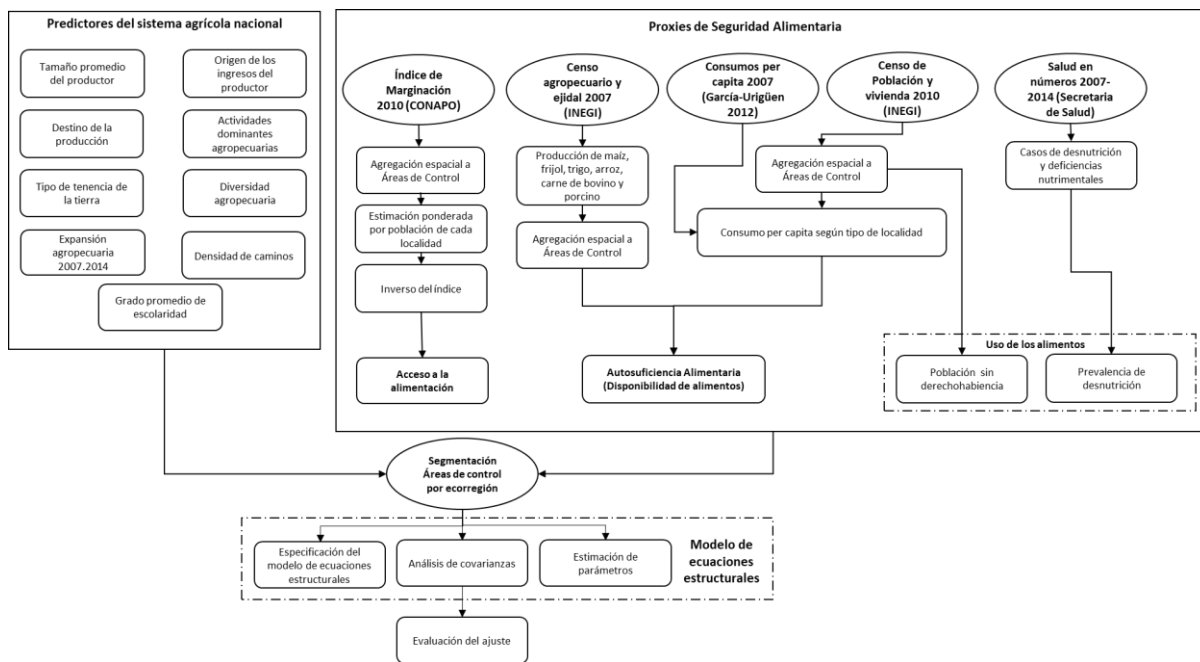 Predictores del sistema agrícola nacional
Tamaño promedio
del productor
Origen de los
ingresos del
productor
Destino de la
producción
Actividades
dominantes
agropecuarias
Tipo de tenencia de
la tierra
Diversidad
agropecuaria
Expansión
agropecuaria
2007.2014
Densidad de caminos
Grado promedio de
escolaridad
Proxies de Seguridad Alimentaria
Índice de
Marginación
2010 (CONAPO)
Censo
agropecuario y
ejidal 2007
(INEGI)
Consumos per
capita 2007
(García-Urigüen
2012)
Censo de
Población y
vivienda 2010
(INEGI)
Salud en
números 2007-
2014 (Secretaria
de Salud)
Agregación espacial a
Áreas de Control
Producción de maíz,
frijol, trigo, arroz,
carne de bovino y
porcino
Agregación espacial a
Áreas de Control
Casos de desnutrición
y deficiencias
nutrimentales
Estimación ponderada
por población de cada
localidad
Agregación espacial a
Áreas de Control
Consumo per capita según tipo de localidad
Inverso del índice
Acceso a la
alimentación
Autosuficiencia Alimentaria
(Disponibilidad de alimentos)
Uso de los alimentos
Población sin
derechohabiencia
Prevalencia de
desnutrición
Segmentación
Áreas de control
por ecorregión
Especificación del
modelo de ecuaciones
estructurales
Análisis de covarianzas
Estimación de
parámetros
Modelo de
ecuaciones
estructurales
Evaluación del ajuste